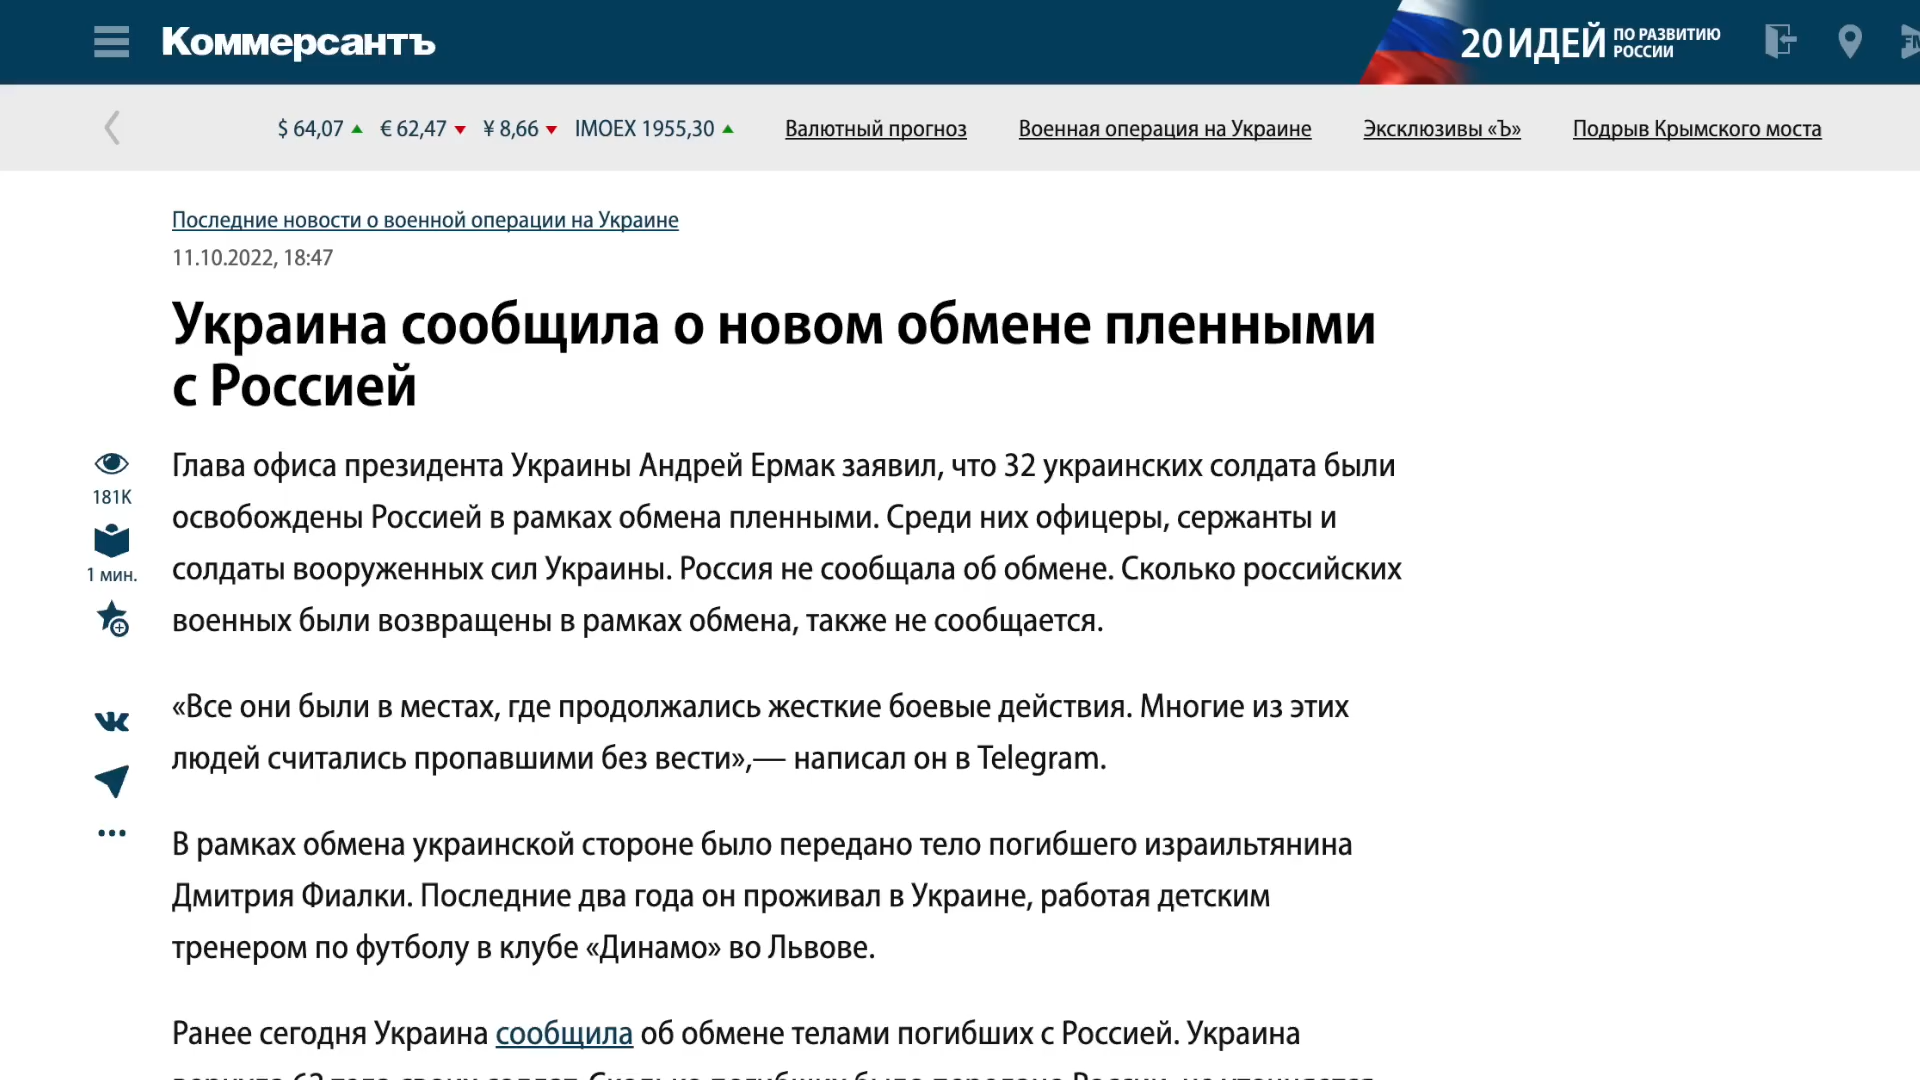 Коммерсантъ
20 ИДЕЙ ПО РАЗВИТИЮ РОССИИ
$ 64,07 € 62,47 ¥ 8,66 IMOEX 1955,30 Валютный прогноз Военная операция на Украине Эксклюзивы «Ъ» Подрыв Крымского моста
Последние новости о военной операции на Украине
11.10.2022, 18:47
Украина сообщила о новом обмене пленными
с Россией
181K
1 мин.
Глава офиса президента Украины Андрей Ермак заявил, что 32 украинских солдата были
освобождены Россией в рамках обмена пленными. Среди них офицеры, сержанты и
солдаты вооруженных сил Украины. Россия не сообщала об обмене. Сколько российских
военных были возвращены в рамках обмена, также не сообщается.
«Все они были в местах, где продолжались жесткие боевые действия. Многие из этих
людей считались пропавшими без вести»,— написал он в Telegram.
В рамках обмена украинской стороне было передано тело погибшего израильтянина
Дмитрия Фиалки. Последние два года он проживал в Украине, работая детским
тренером по футболу в клубе «Динамо» во Львове.
Ранее сегодня Украина сообщила об обмене телами погибших с Россией. Украина